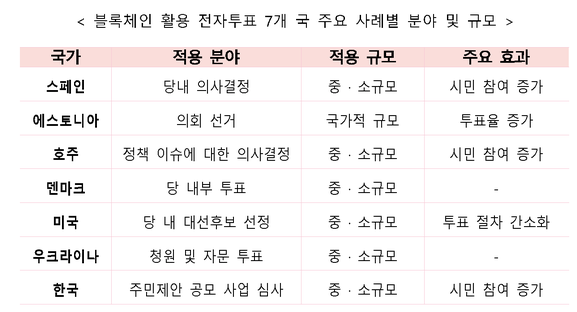 < 블록체인 활용 전자투표 7개 국 주요 사례별 분야 및 규모 >
국가 적용 분야 적용 규모 주요 효과
스페인 당내 의사결정 중 · 소규모 시민 참여 증가
에스토니아 의회 선거 국가적 규모 투표율 증가
호주 정책 이슈에 대한 의사결정 중 · 소규모 시민 참여 증가
덴마크 당 내부 투표 중 · 소규모 -
미국 당 내 대선후보 선정 중 · 소규모 투표 절차 간소화
우크라이나 청원 및 자문 투표 중 · 소규모 -
한국 주민제안 공모 사업 심사 중 · 소규모 시민 참여 증가